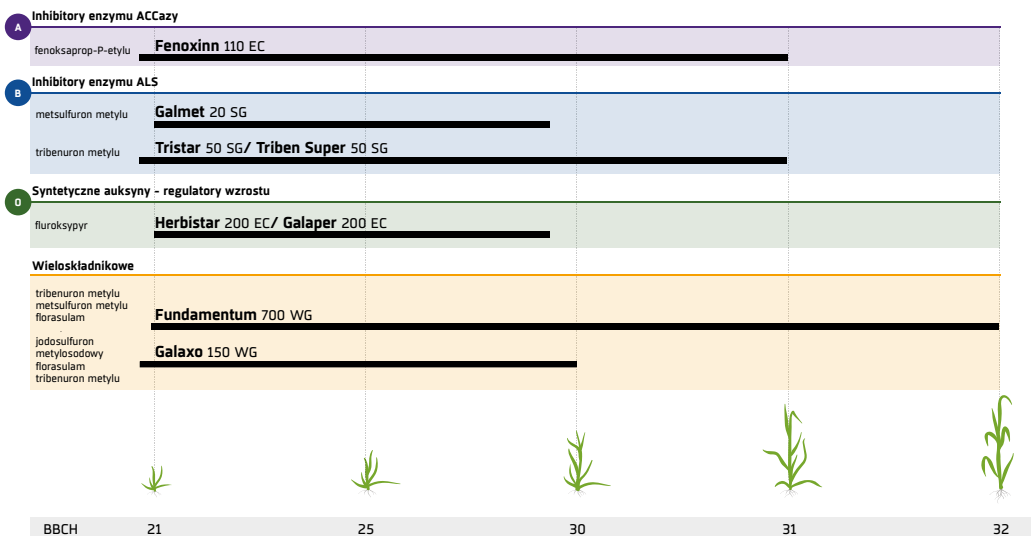 Inhibitory enzymu ACCazy
A
fenoksaprop-P-etylu
Fenoxinn 110 EC
Inhibitory enzymu ALS
B
metsulfuron metylu
Galmet 20 SG
tribenuron metylu
Tristar 50 SG/ Triben Super 50 SG
Syntetyczne auksyny - regulatory wzrostu
O
fluroksypyr
Herbistar 200 EC/ Galaper 200 EC
Wieloskładnikowe
tribenuron metylu
metsulfuron metylu
florasulam
Fundamentum 700 WG
jodosulfuron
metylosodowy
florasulam
tribenuron metylu
Galaxo 150 WG
BBCH 21 25 30 31 32